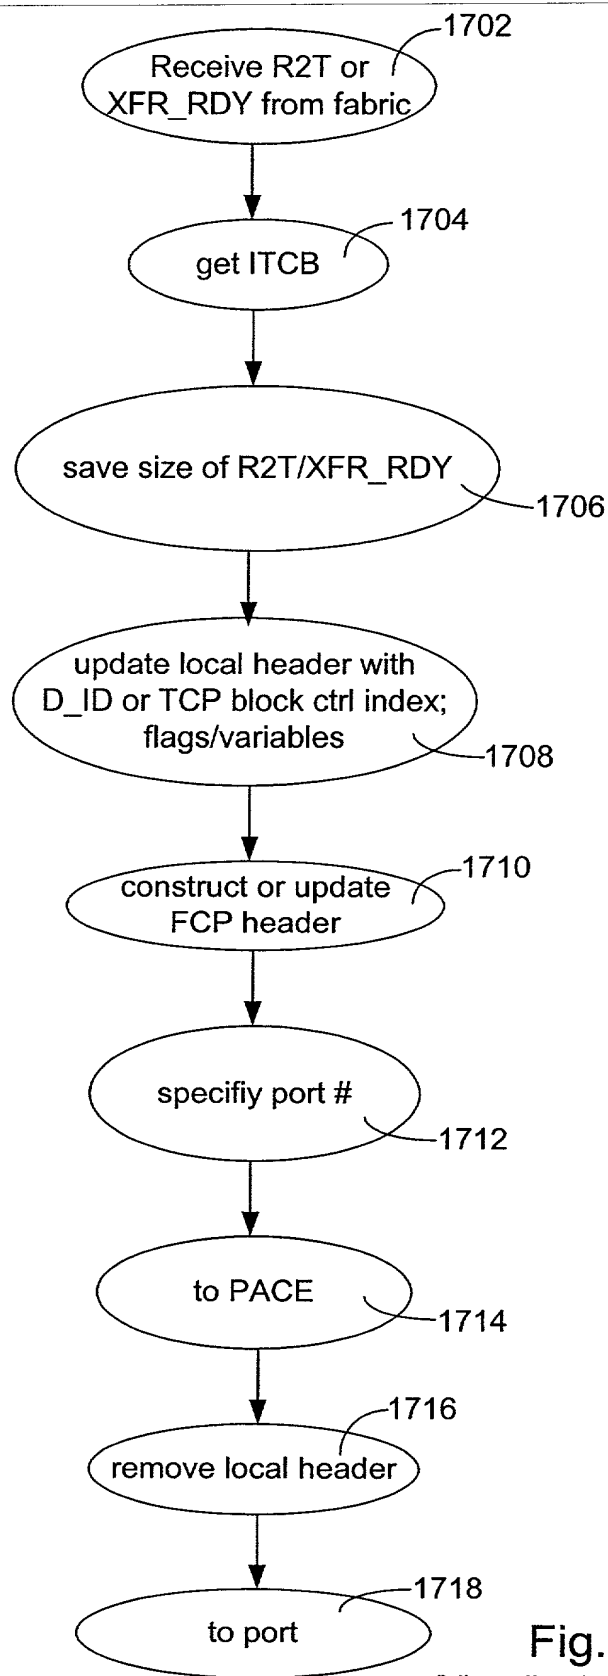 1702
Receive R2T or
XFR_RDY from fabric
1704
get ITCB
save size of R2T/XFR_RDY
1706
update local header with
D_ID or TCP block ctrl index;
flags/variables
1708
1710
construct or update
FCP header
specifiy port #
1712
to PACE
1714
1716
remove local header
1718
to port
Fig.